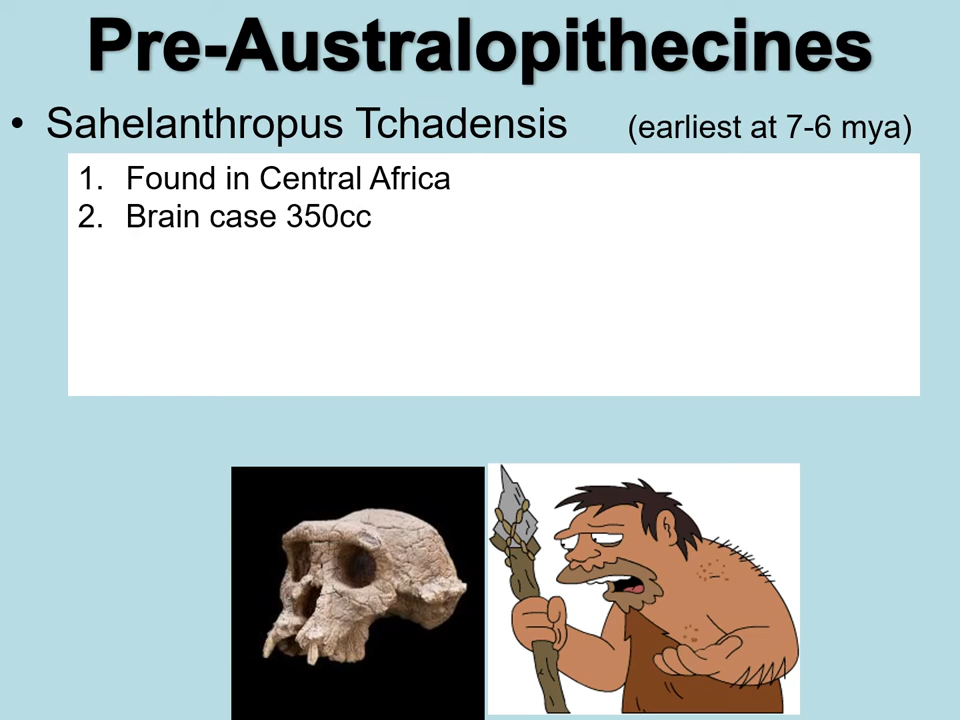 Pre-Australopithecines
• Sahelanthropus Tchadensis (earliest at 7-6 mya)
1. Found in Central Africa
2. Brain case 350cc